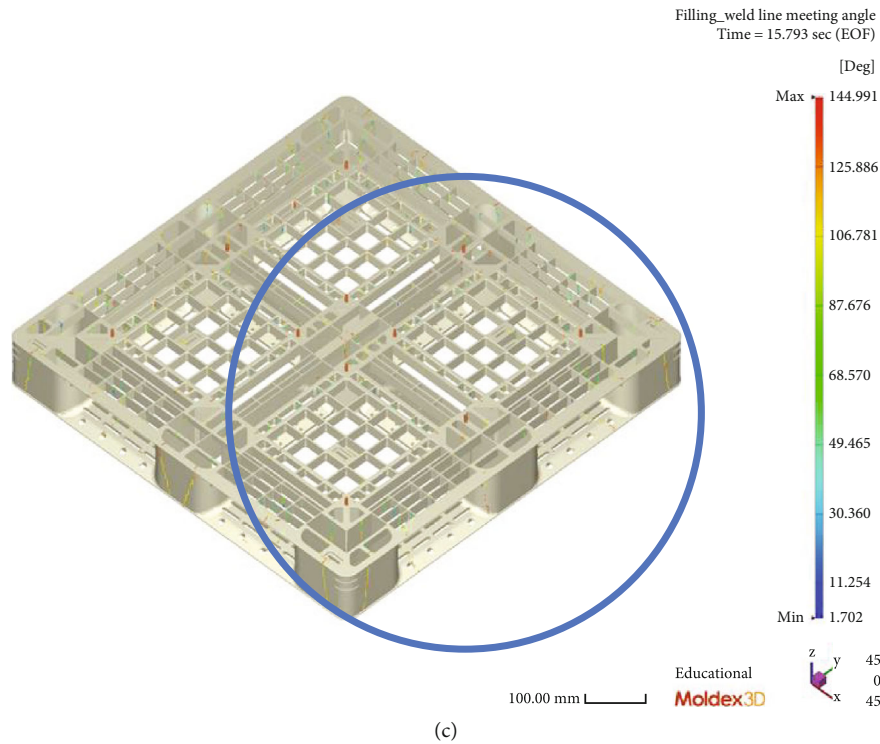 Filling_weld line meeting angle
Time = 15.793 sec (EOF)
[Deg]
Max 144.991
125.886
106.781
87.676
68.570
49.465
30.360
11.254
Min 1.702
z
y
x
45
0
45
Educational
Moldex3D
100.00 mm
(c)